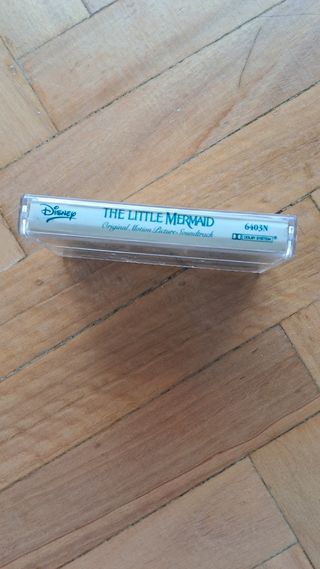 Disney
THE LITTLE MERMAID
Original Motion Picture Soundtrack
6403N
DOLBY SYSTEM